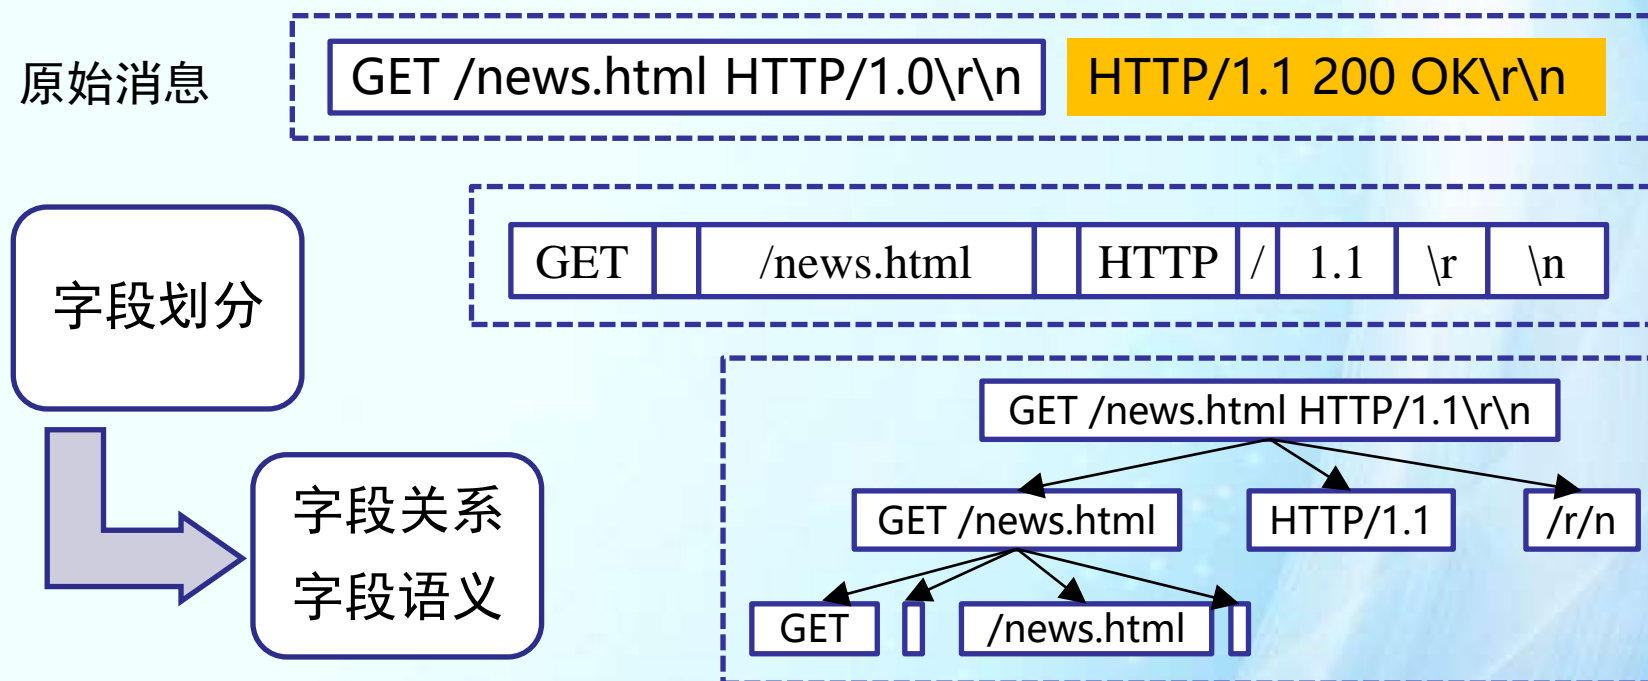 原始消息
GET /news.html HTTP/1.0\r\n
HTTP/1.1 200 OK\r\n
字段划分
GET /news.html HTTP / 1.1 \r \n
字段关系
字段语义
GET /news.html HTTP/1.1\r\n
GET /news.html
HTTP/1.1
/r/n
GET
/news.html